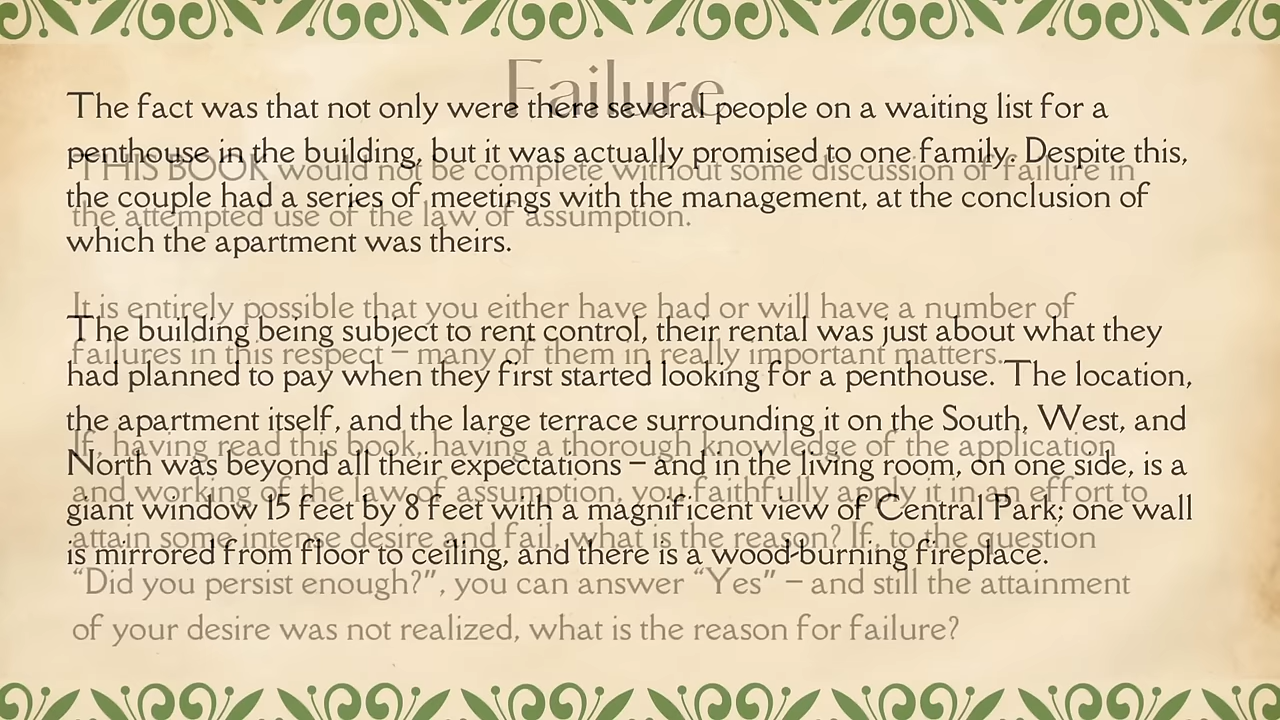 Failure
The fact was that not only were there several people on a waiting list for a
penthouse in the building, but it was actually promised to one family. Despite this,
the couple had a series of meetings with the management, at the conclusion of
which the apartment was theirs.
The building being subject to rent control, their rental was just about what they
had planned to pay when they first started looking for a penthouse. The location,
the apartment itself, and the large terrace surrounding it on the South, West, and
North was beyond all their expectations – and in the living room, on one side, is a
giant window 15 feet by 8 feet with a magnificent view of Central Park; one wall
is mirrored from floor to ceiling, and there is a wood-burning fireplace.
THIS BOOK would not be complete without some discussion of failure in
the attempted use of the law of assumption.
It is entirely possible that you either have had or will have a number of
failures in this respect – many of them in really important matters.
If, having read this book, having a thorough knowledge of the application
and working of the law of assumption, you faithfully apply it in an effort to
attain some intense desire and fail, what is the reason? If, to the question
“Did you persist enough?”, you can answer “Yes” – and still the attainment
of your desire was not realized, what is the reason for failure?